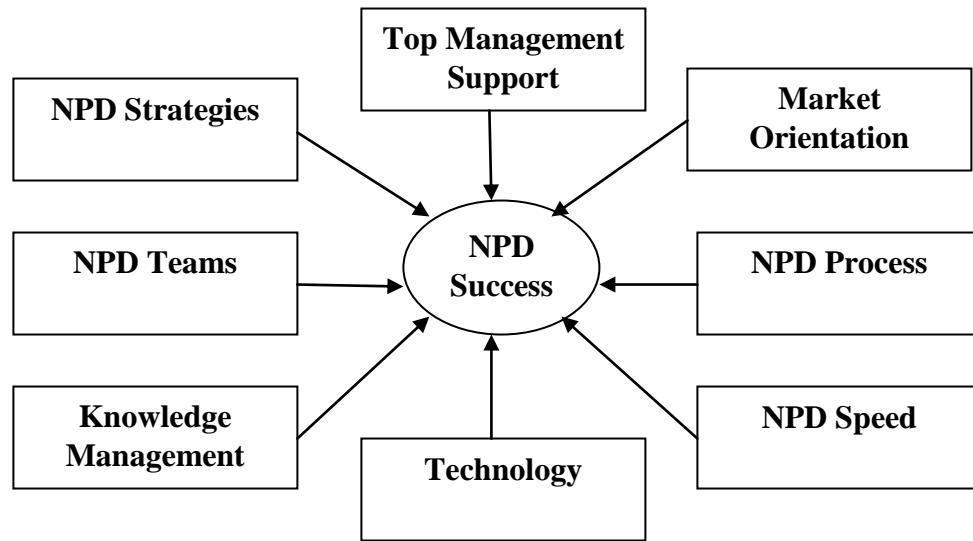 Top Management
Support
NPD Strategies
Market
Orientation
NPD Teams
NPD
Success
NPD Process
Knowledge
Management
Technology
NPD Speed